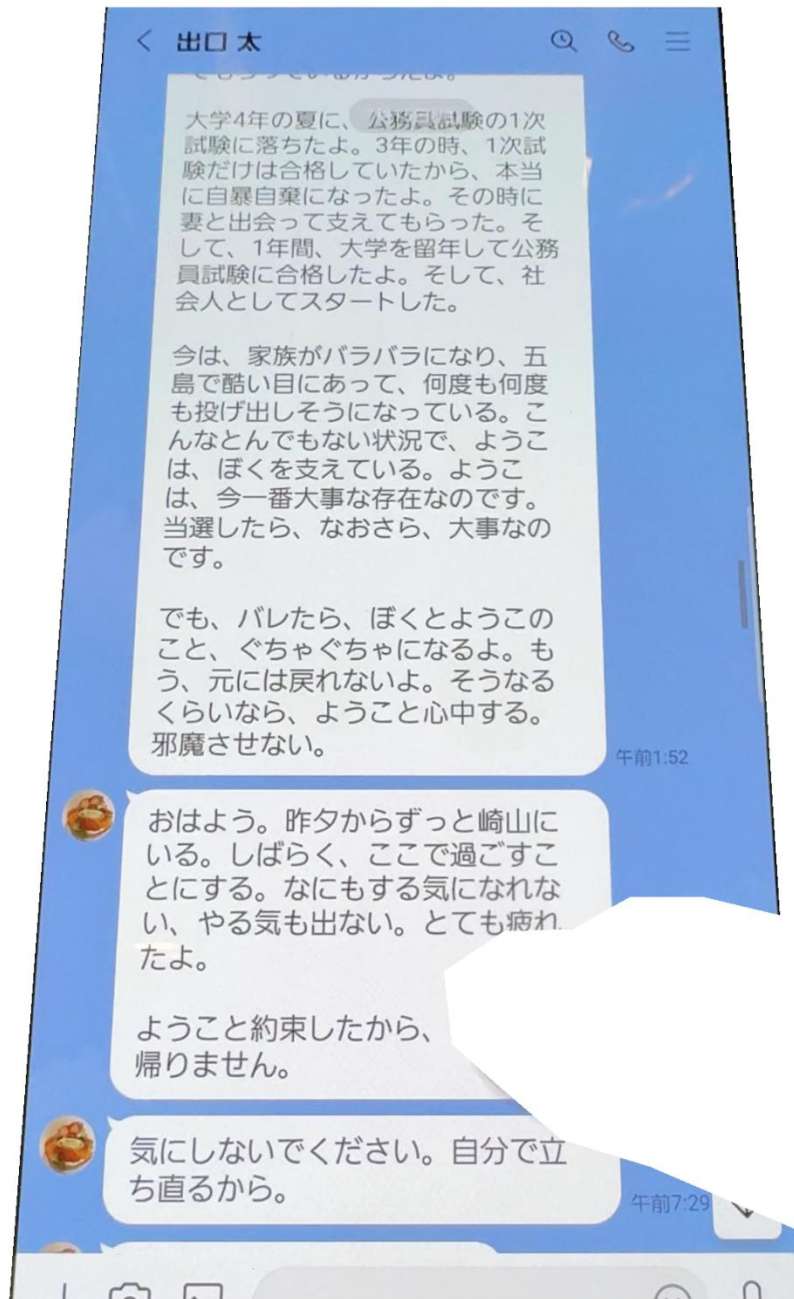 出口 太
大学4年の夏に、公務員試験の1次
試験に落ちたよ。3年の時、1次試
験だけは合格していたから、本当
に自暴自棄になったよ。その時に
妻と出会って支えてもらった。そ
して、1年間、大学を留年して公務
員試験に合格したよ。そして、社
会人としてスタートした。
今は、家族がバラバラになり、五
島で酷い目にあって、何度も何度
も投げ出しそうになっている。こ
んなとんでもない状況で、ようこ
は、ぼくを支えている。ようこ
は、今一番大事な存在なのです。
当選したら、なおさら、大事なの
です。
でも、バレたら、ぼくとようこの
こと、ぐちゃぐちゃになるよ。も
う、元には戻れないよ。そうなる
くらいなら、ようこと心中する。
邪魔させない。
午前1:52
おはよう。昨夕からずっと崎山に
いる。しばらく、ここで過ごすこ
とにする。なにもする気になれな
い、やる気も出ない。とても疲れ
たよ。
ようこと約束したから、
帰りません。
気にしないでください。自分で立
ち直るから。
午前7:29